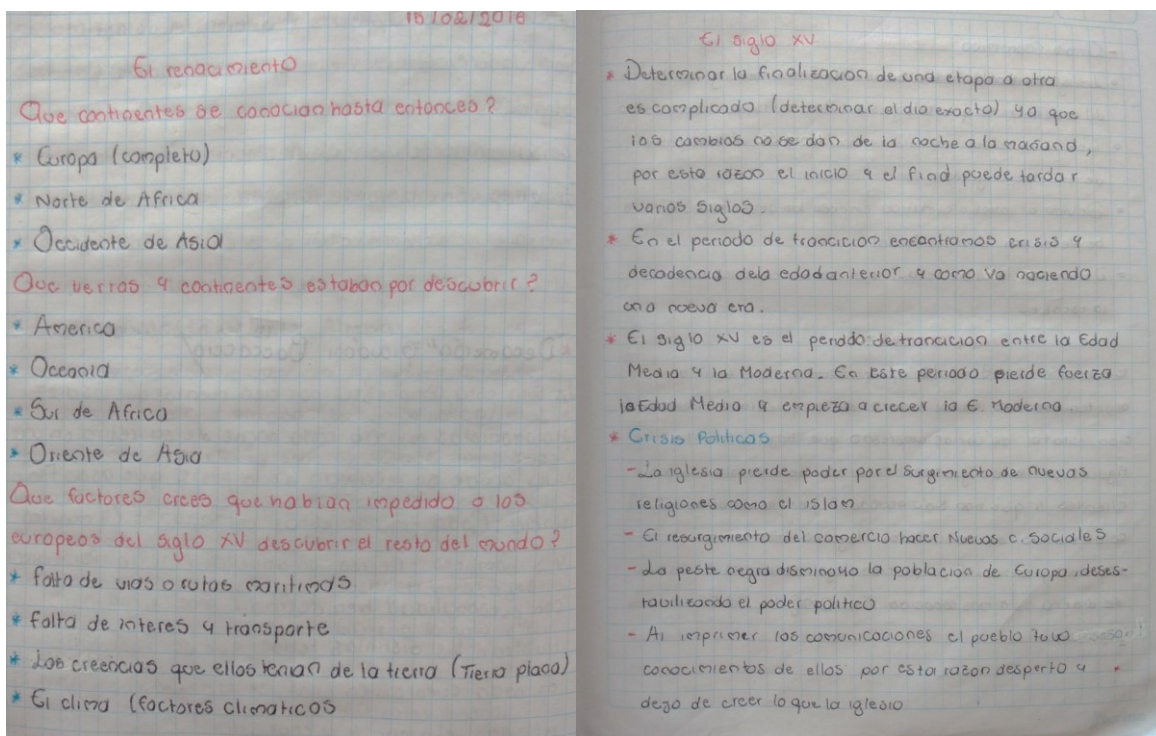 18/02/2016
El renacimiento
Que continentes se conocian hasta entonces?
* Europa (completo)
* Norte de Africa
* Occidente de Asia
Que tierras y continentes estaban por descubrir?
* America
* Oceania
* Sur de Africa
* Oriente de Asia
Que factores crees que habian impedido a los
europeos del siglo XV descubrir el resto del mundo?
* falta de vias o rutas maritimas
* falta de interes y transporte
* Los creencias que ellos tenian de la tierra (Tierra plana)
* El clima (factores climaticos
El siglo XV
* Determinar la finalizacion de una etapa a otra
es complicado (determinar el dia exacto) ya que
los cambios no se dan de la noche a la mañana,
por esta razon el inicio y el final puede tardar
varios siglos.
* En el periodo de trancicion encontramos crisis y
decadencia dela edad anterior y como va naciendo
una nueva era.
* El siglo XV es el periodo de trancicion entre la Edad
Media y la Moderna. En este periodo pierde fuerza
la Edad Media y empieza a crecer la E. Moderna
* Crisis Politicas
- La iglesia pierde poder por el surgimiento de nuevas
religiones como el islam
- El resurgimiento del comercio hacer Nuevas c. sociales
- La peste negra disminuyo la poblacion de Europa, deses-
tavilizando el poder politico
- Al imprimer las comunicaciones el pueblo tuvo
conocimientos de ellos por esta razon desperto y
dejo de creer lo que la iglesia